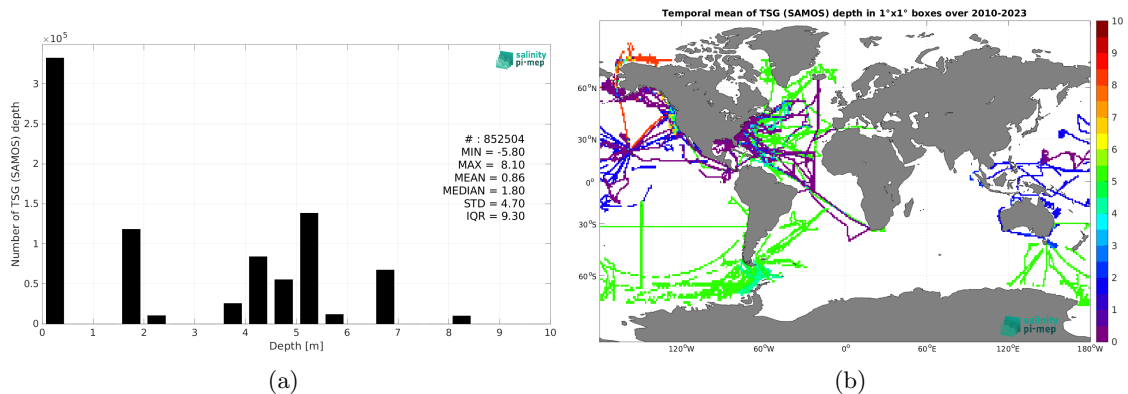 ×10⁵
3
2.5
2
1.5
1
0.5
0
0 1 2 3 4 5 6 7 8 9 10
Number of TSG (SAMOS) depth
Depth [m]
salinity
pi-mep
# : 852504
MIN = -5.80
MAX = 8.10
MEAN = 0.86
MEDIAN = 1.80
STD = 4.70
IQR = 9.30
(a)
Temporal mean of TSG (SAMOS) depth in 1°x1° boxes over 2010-2023
60°N
30°N
0°
30°S
60°S
120°W 60°W 0° 60°E 120°E 180°W
salinity
pi-mep
10
9
8
7
6
5
4
3
2
1
0
(b)